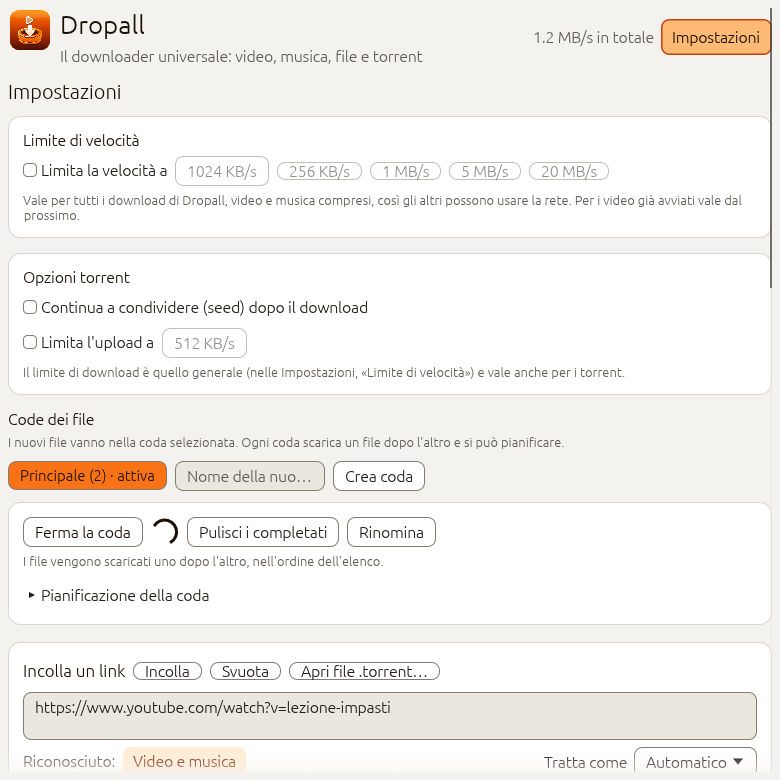 Dropall
Il downloader universale: video, musica, file e torrent
1.2 MB/s in totale
Impostazioni
Impostazioni
Limite di velocità
Limita la velocità a 1024 KB/s 256 KB/s 1 MB/s 5 MB/s 20 MB/s
Vale per tutti i download di Dropall, video e musica compresi, così gli altri possono usare la rete. Per i video già avviati vale dal
prossimo.
Opzioni torrent
Continua a condividere (seed) dopo il download
Limita l'upload a 512 KB/s
Il limite di download è quello generale (nelle Impostazioni, «Limite di velocità») e vale anche per i torrent.
Code dei file
I nuovi file vanno nella coda selezionata. Ogni coda scarica un file dopo l'altro e si può pianificare.
Principale (2) · attiva Nome della nuo… Crea coda
Ferma la coda Pulisci i completati Rinomina
I file vengono scaricati uno dopo l'altro, nell'ordine dell'elenco.
Pianificazione della coda
Incolla un link Incolla Svuota Apri file .torrent…
https://www.youtube.com/watch?v=lezione-impasti
Riconosciuto: Video e musica Tratta come Automatico